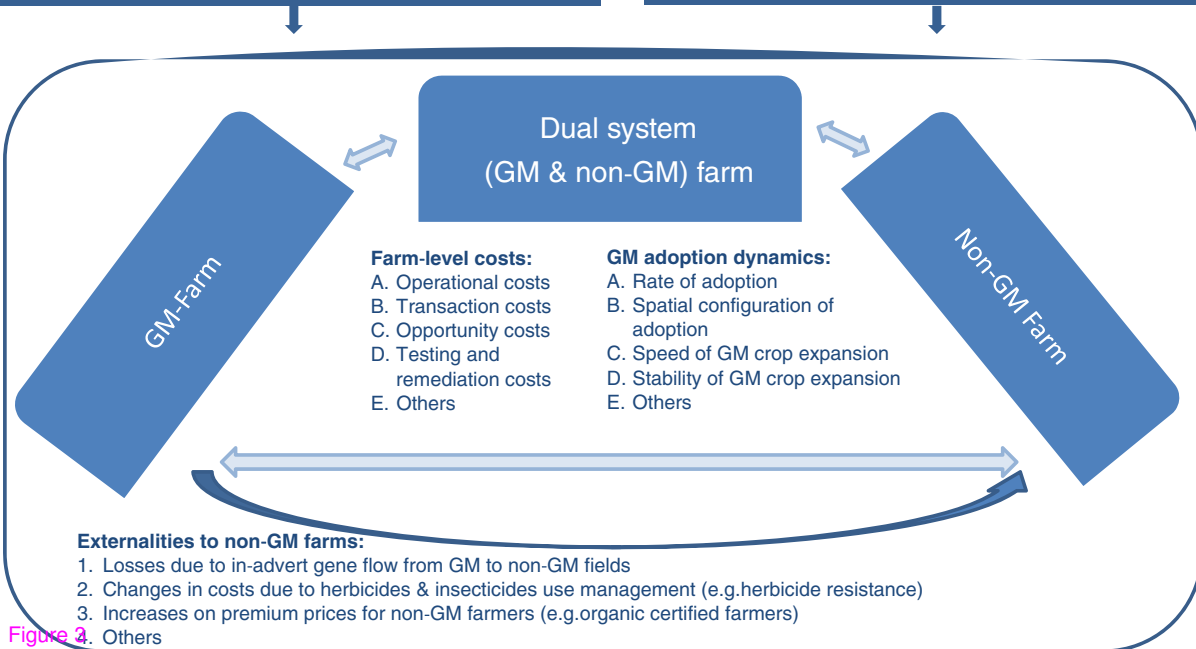 Dual system
(GM & non-GM) farm
GM-Farm
Non-GM Farm
Farm-level costs:
A. Operational costs
B. Transaction costs
C. Opportunity costs
D. Testing and
remediation costs
E. Others
GM adoption dynamics:
A. Rate of adoption
B. Spatial configuration of
adoption
C. Speed of GM crop expansion
D. Stability of GM crop expansion
E. Others
Externalities to non-GM farms:
1. Losses due to in-advert gene flow from GM to non-GM fields
2. Changes in costs due to herbicides & insecticides use management (e.g.herbicide resistance)
3. Increases on premium prices for non-GM farmers (e.g.organic certified farmers)
4. Others
Figure 3